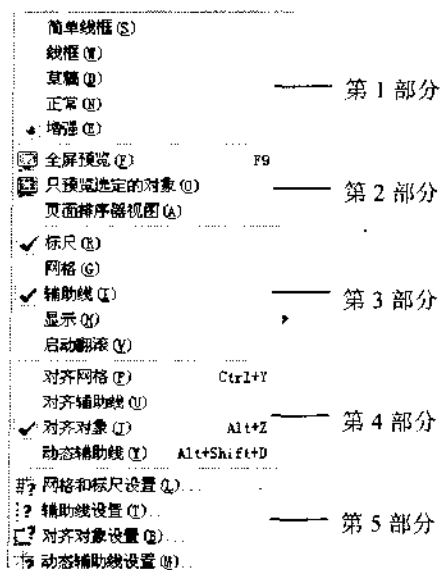 简单线框(S)
线框(W)
草稿(D)
正常(N)
增强(E)
第 1 部分
全屏预览(F) F9
只预览选定的对象(O)
页面排序器视图(A)
第 2 部分
标尺(R)
网格(G)
辅助线(I)
显示(H)
启动翻滚(V)
第 3 部分
对齐网格(P) Ctrl+Y
对齐辅助线(U)
对齐对象(J) Alt+Z
动态辅助线(Y) Alt+Shift+D
第 4 部分
网格和标尺设置(L)...
辅助线设置(T)...
对齐对象设置(B)...
动态辅助线设置(M)...
第 5 部分